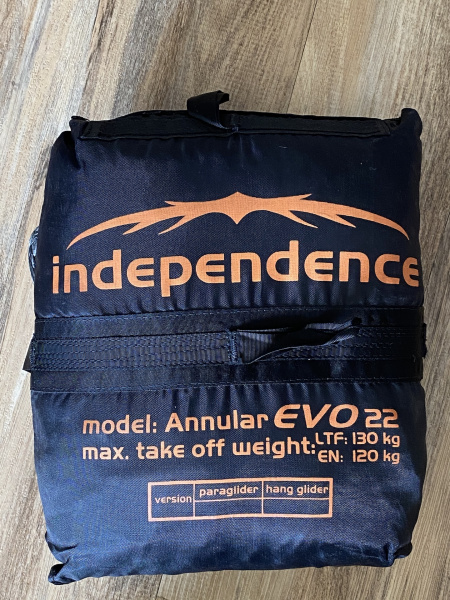 independence
model: Annular EVO 22
max. take off weight: LTF: 130 kg
EN: 120 kg
version paraglider hang glider